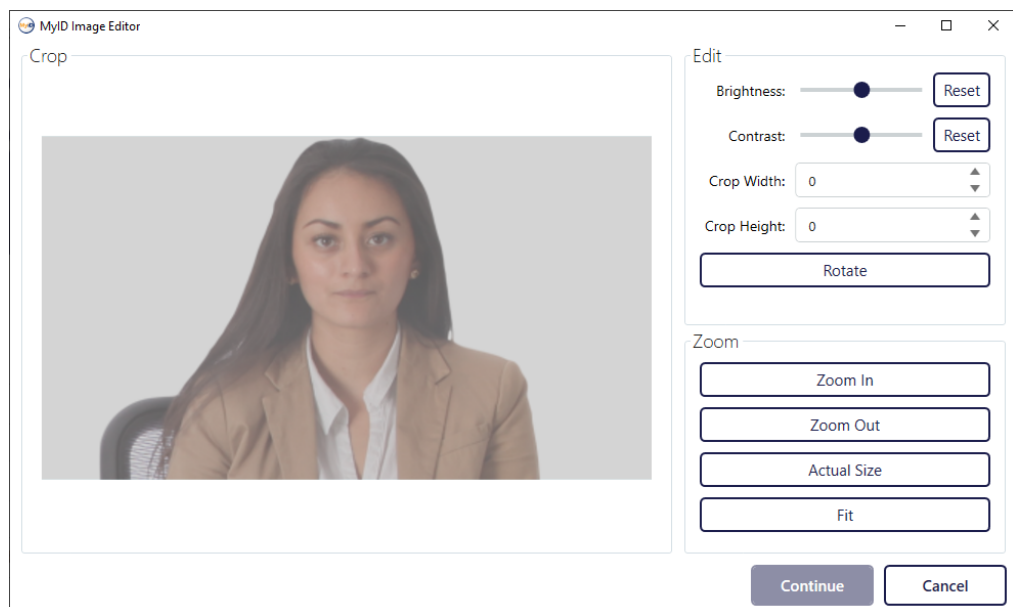 MyID MyID Image Editor
Crop
Edit
Brightness: Reset
Contrast: Reset
Crop Width: 0
Crop Height: 0
Rotate
Zoom
Zoom In
Zoom Out
Actual Size
Fit
Continue Cancel